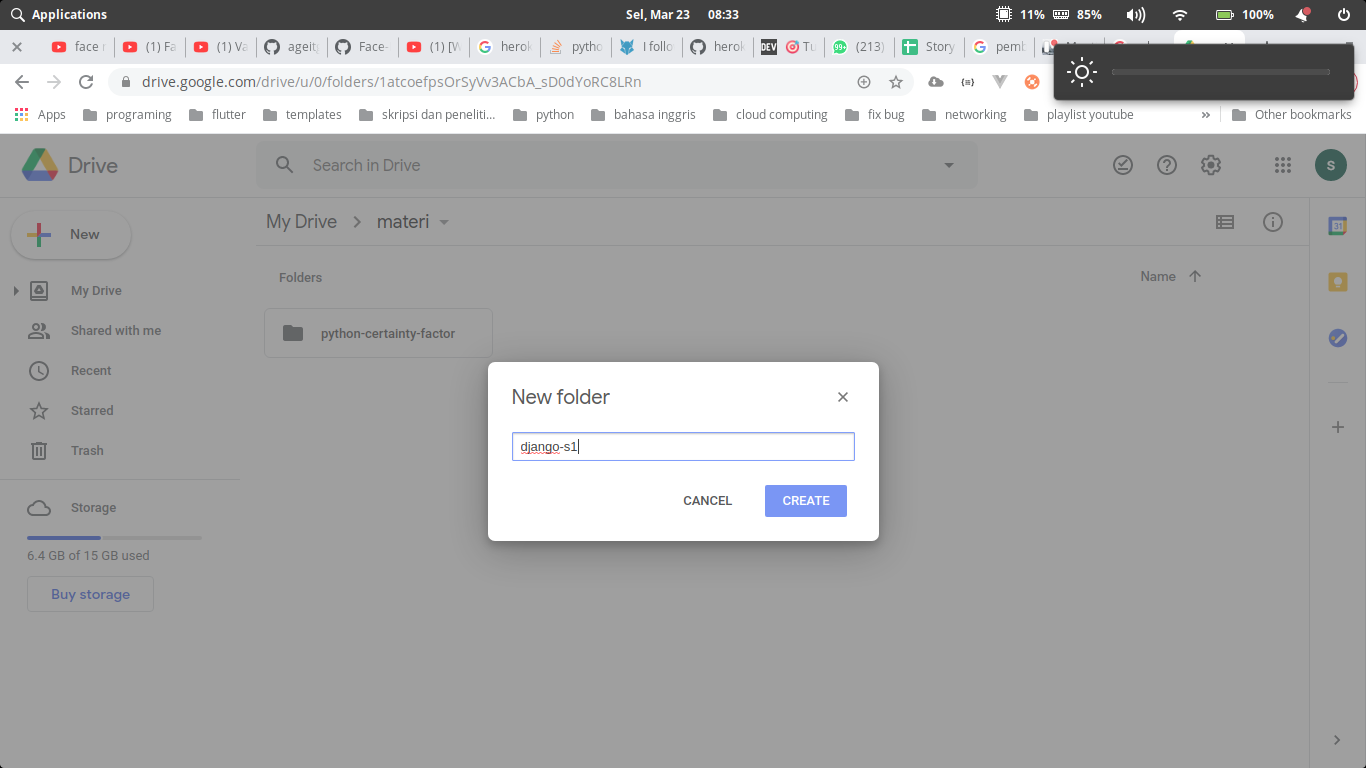 Applications
Sel, Mar 23 08:33
11% 85% 100%
face r (1) Fa (1) Va ageit Face- (1) [W herok pytho I follo herok DEV Tu 99+ (213) Story pemb
drive.google.com/drive/u/0/folders/1atcoefpsOrSyVv3ACbA_sD0dYoRC8LRn
Apps programing flutter templates skripsi dan peneliti... python bahasa inggris cloud computing fix bug networking playlist youtube » Other bookmarks
Drive
Search in Drive
S
New
My Drive > materi
31
My Drive
Shared with me
Recent
Starred
Trash
Storage
6.4 GB of 15 GB used
Buy storage
Folders
Name
python-certainty-factor
New folder
django-s1
CANCEL
CREATE